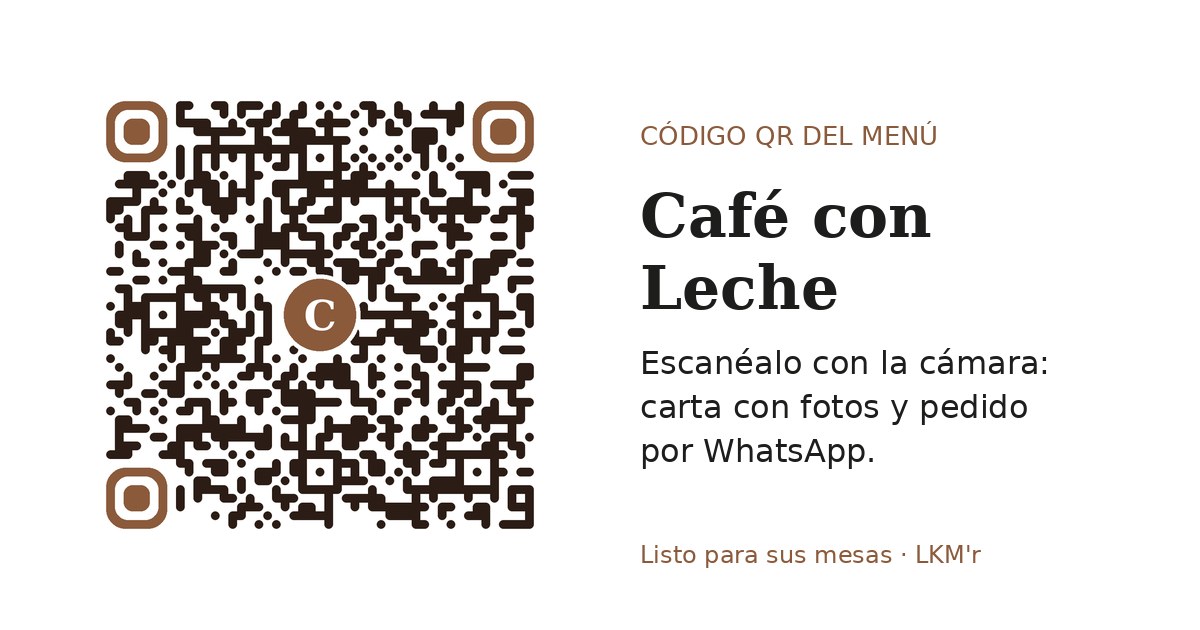 C
CÓDIGO QR DEL MENÚ
Café con
Leche
Escanéalo con la cámara:
carta con fotos y pedido
por WhatsApp.
Listo para sus mesas · LKM'r